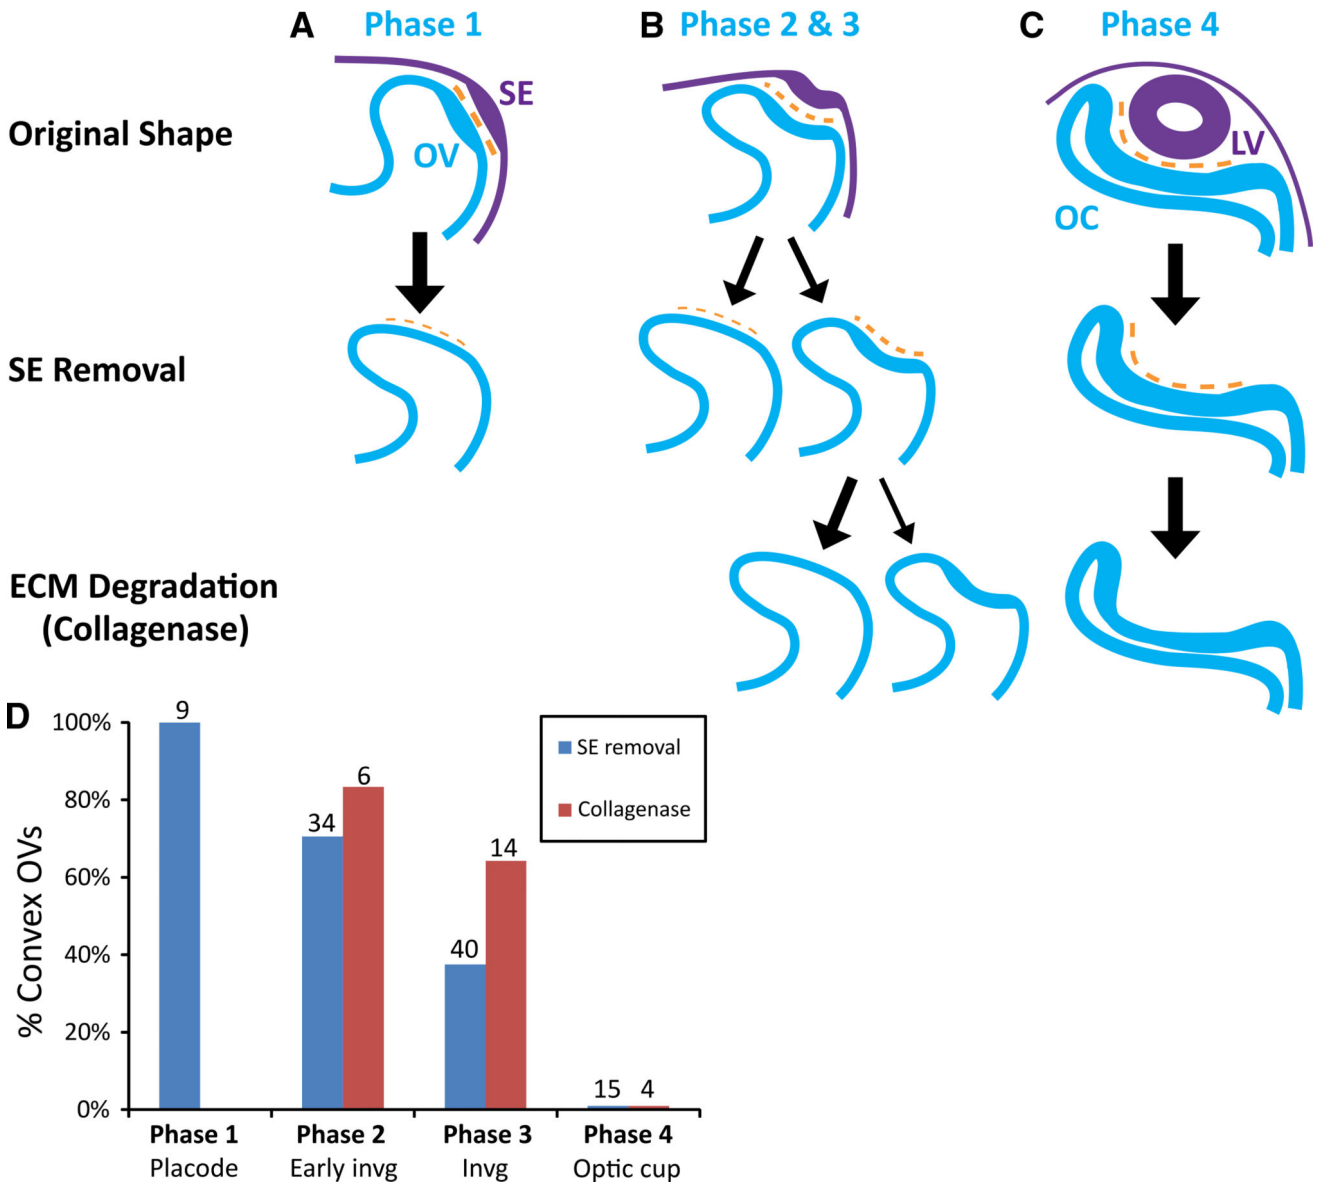 A Phase 1
B Phase 2 & 3
C Phase 4
SE
OV
LV
OC
Original Shape
SE Removal
ECM Degradation
(Collagenase)
D
% Convex OVs
100%
80%
60%
40%
20%
0%
9
34
6
40
14
15
4
SE removal
Collagenase
Phase 1
Placode
Phase 2
Early invg
Phase 3
Invg
Phase 4
Optic cup